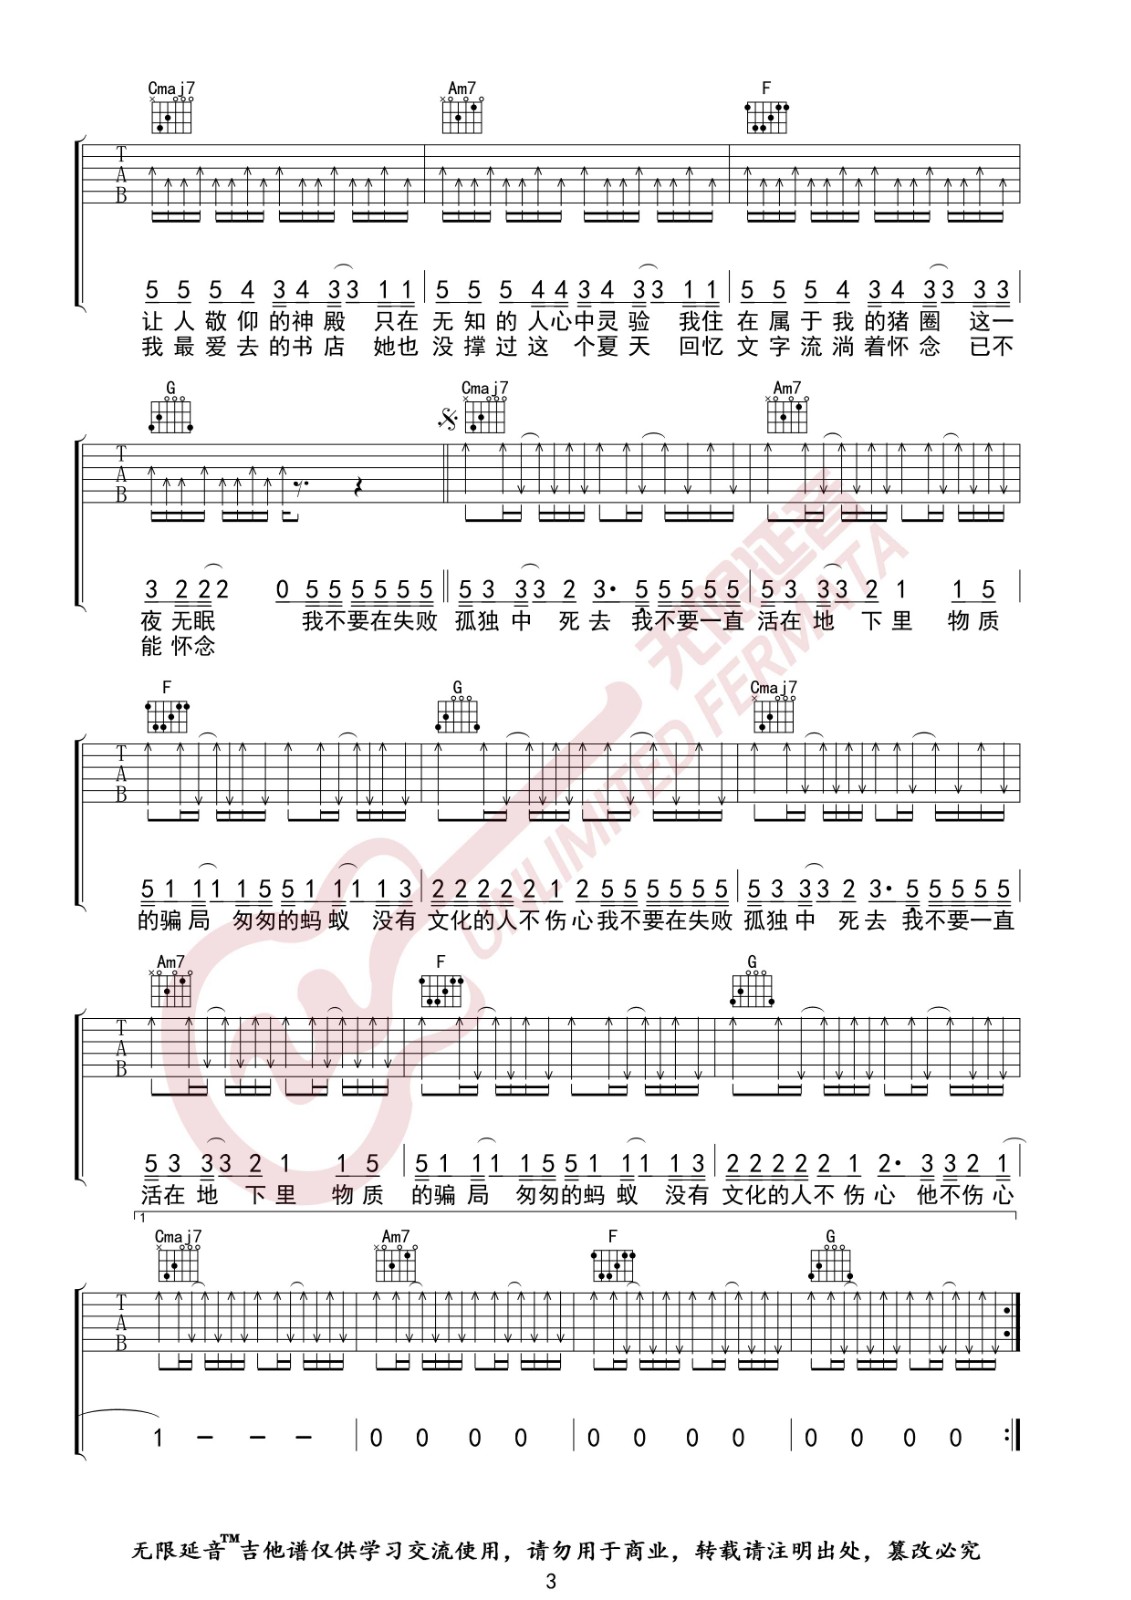 Cmaj7 Am7 F
T
A
B
5 5 5 4 3 4 3 3 1 1 5 5 5 4 4 3 4 3 3 1 1 5 5 5 4 3 4 3 3 3 3
让人敬仰的神殿 只在无知的人心中灵验 我住在属于我的猪圈 这一
我最爱去的书店 她也没撑过这 个夏天 回忆文字流淌着怀念 已不
G Cmaj7 Am7
T
A
B
3 2 2 2 0 5 5 5 5 5 5 5 3 3 3 2 3· 5 5 5 5 5 5 3 3 3 2 1 1 5
夜无眠 我不要在失败 孤独中 死去 我不要一直 活在地 下里 物质
能怀念
F G Cmaj7
T
A
B
5 1 1 1 1 5 5 1 1 1 1 3 2 2 2 2 2 1 2 5 5 5 5 5 5 5 3 3 3 2 3· 5 5 5 5 5
的骗局 匆匆的蚂蚁 没有 文化的人不伤心我不要在失败 孤独中 死去 我不要一直
Am7 F G
T
A
B
5 3 3 3 2 1 1 5 5 1 1 1 1 5 5 1 1 1 1 3 2 2 2 2 2 1 2· 3 3 2 1
活在地 下里 物质 的骗局 匆匆的蚂蚁 没有 文化的人不伤心 他不伤心
1
Cmaj7 Am7 F G
T
A
B
1 - - - 0 0 0 0 0 0 0 0 0 0 0 0
无限延音™吉他谱仅供学习交流使用，请勿用于商业，转载请注明出处，篡改必究
3
无限延音
UNLIMITED FERMATA